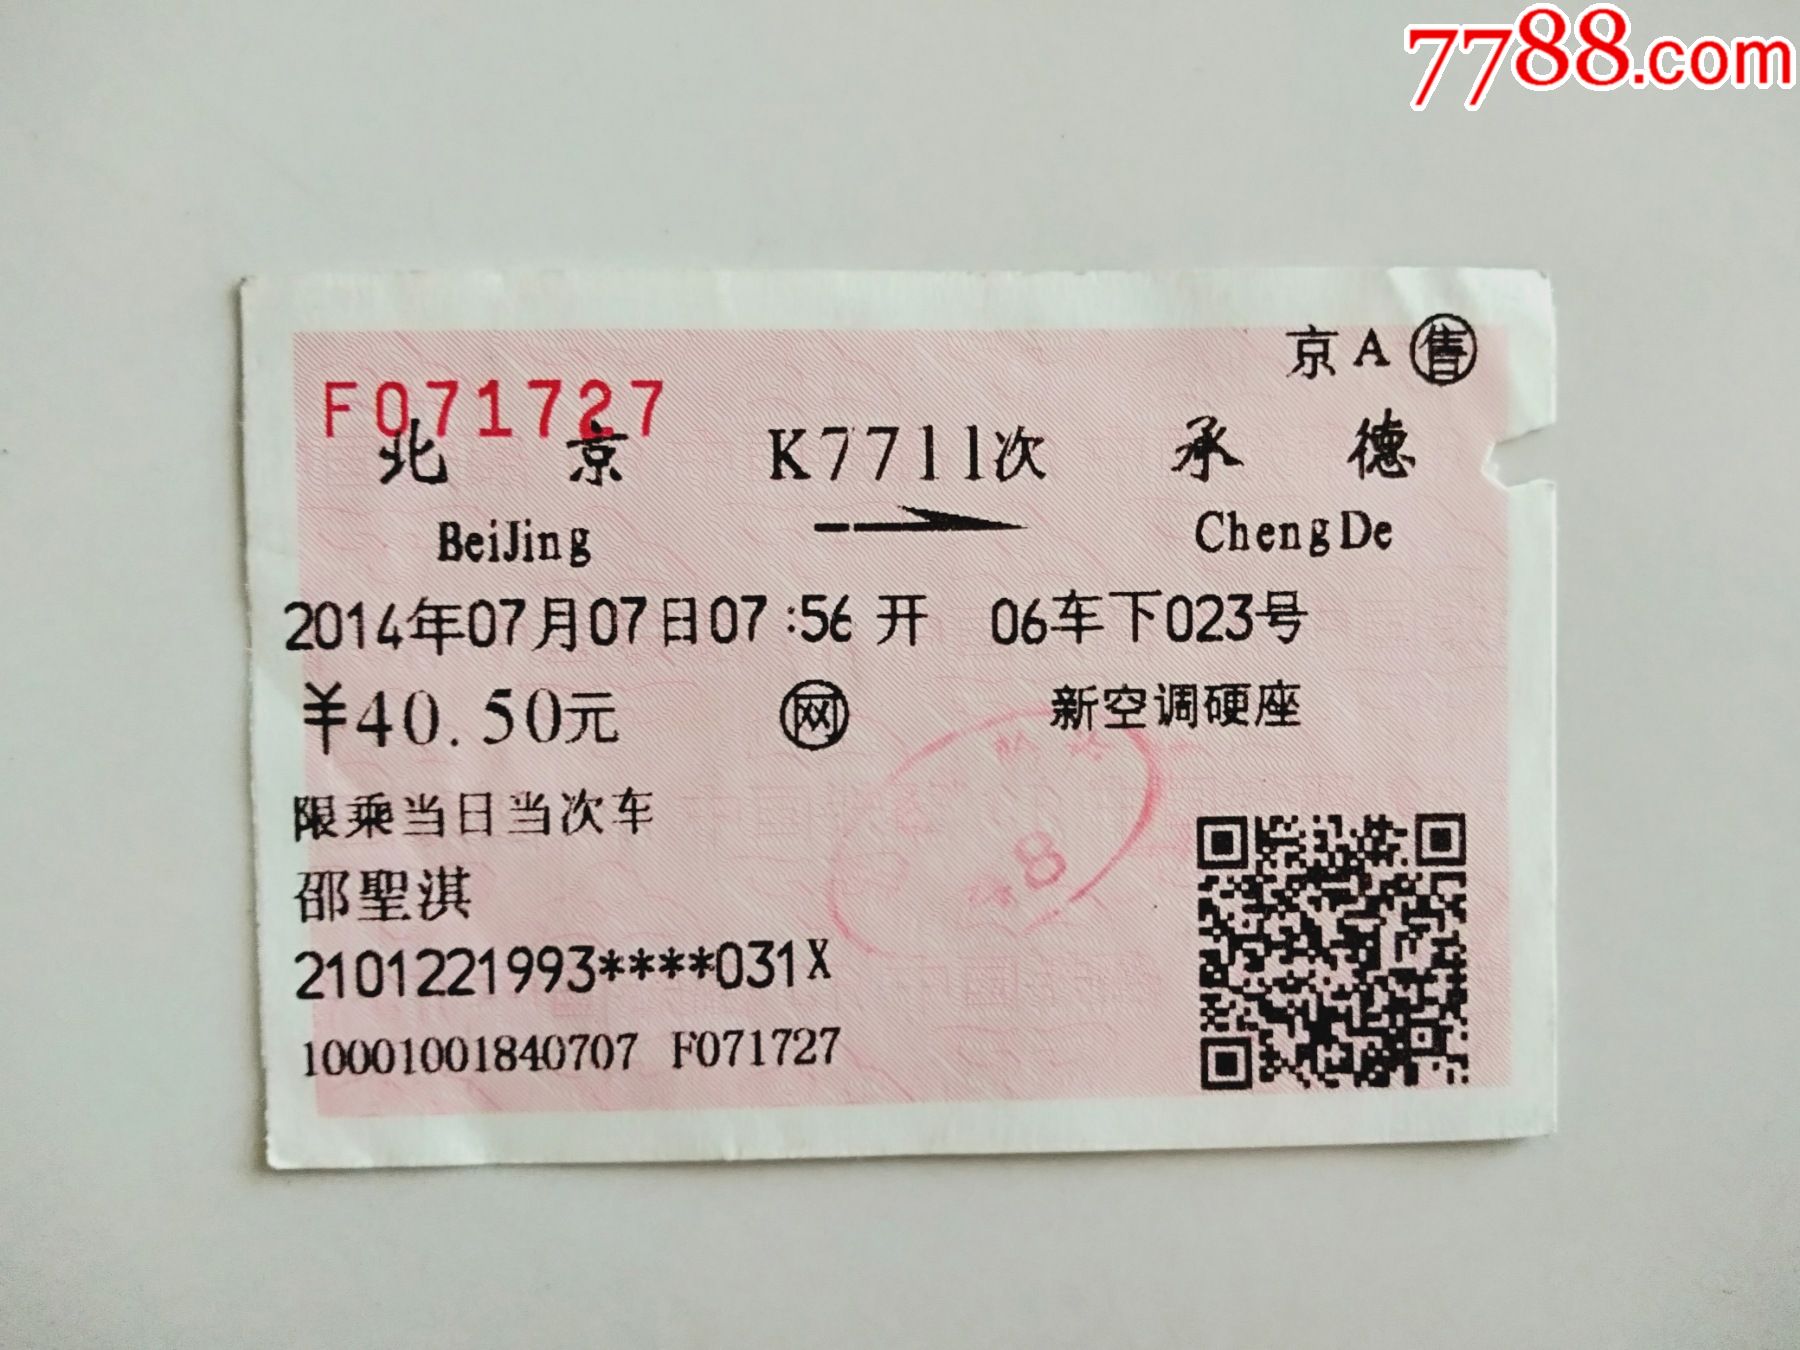 7788.com
京A 售
F071727
北京 K7711次 承德
BeiJing ChengDe
2014年07月07日07:56开 06车下023号
¥40.50元 网 新空调硬座
限乘当日当次车
邵聖淇
2101221993****031X
10001001840707 F071727
8